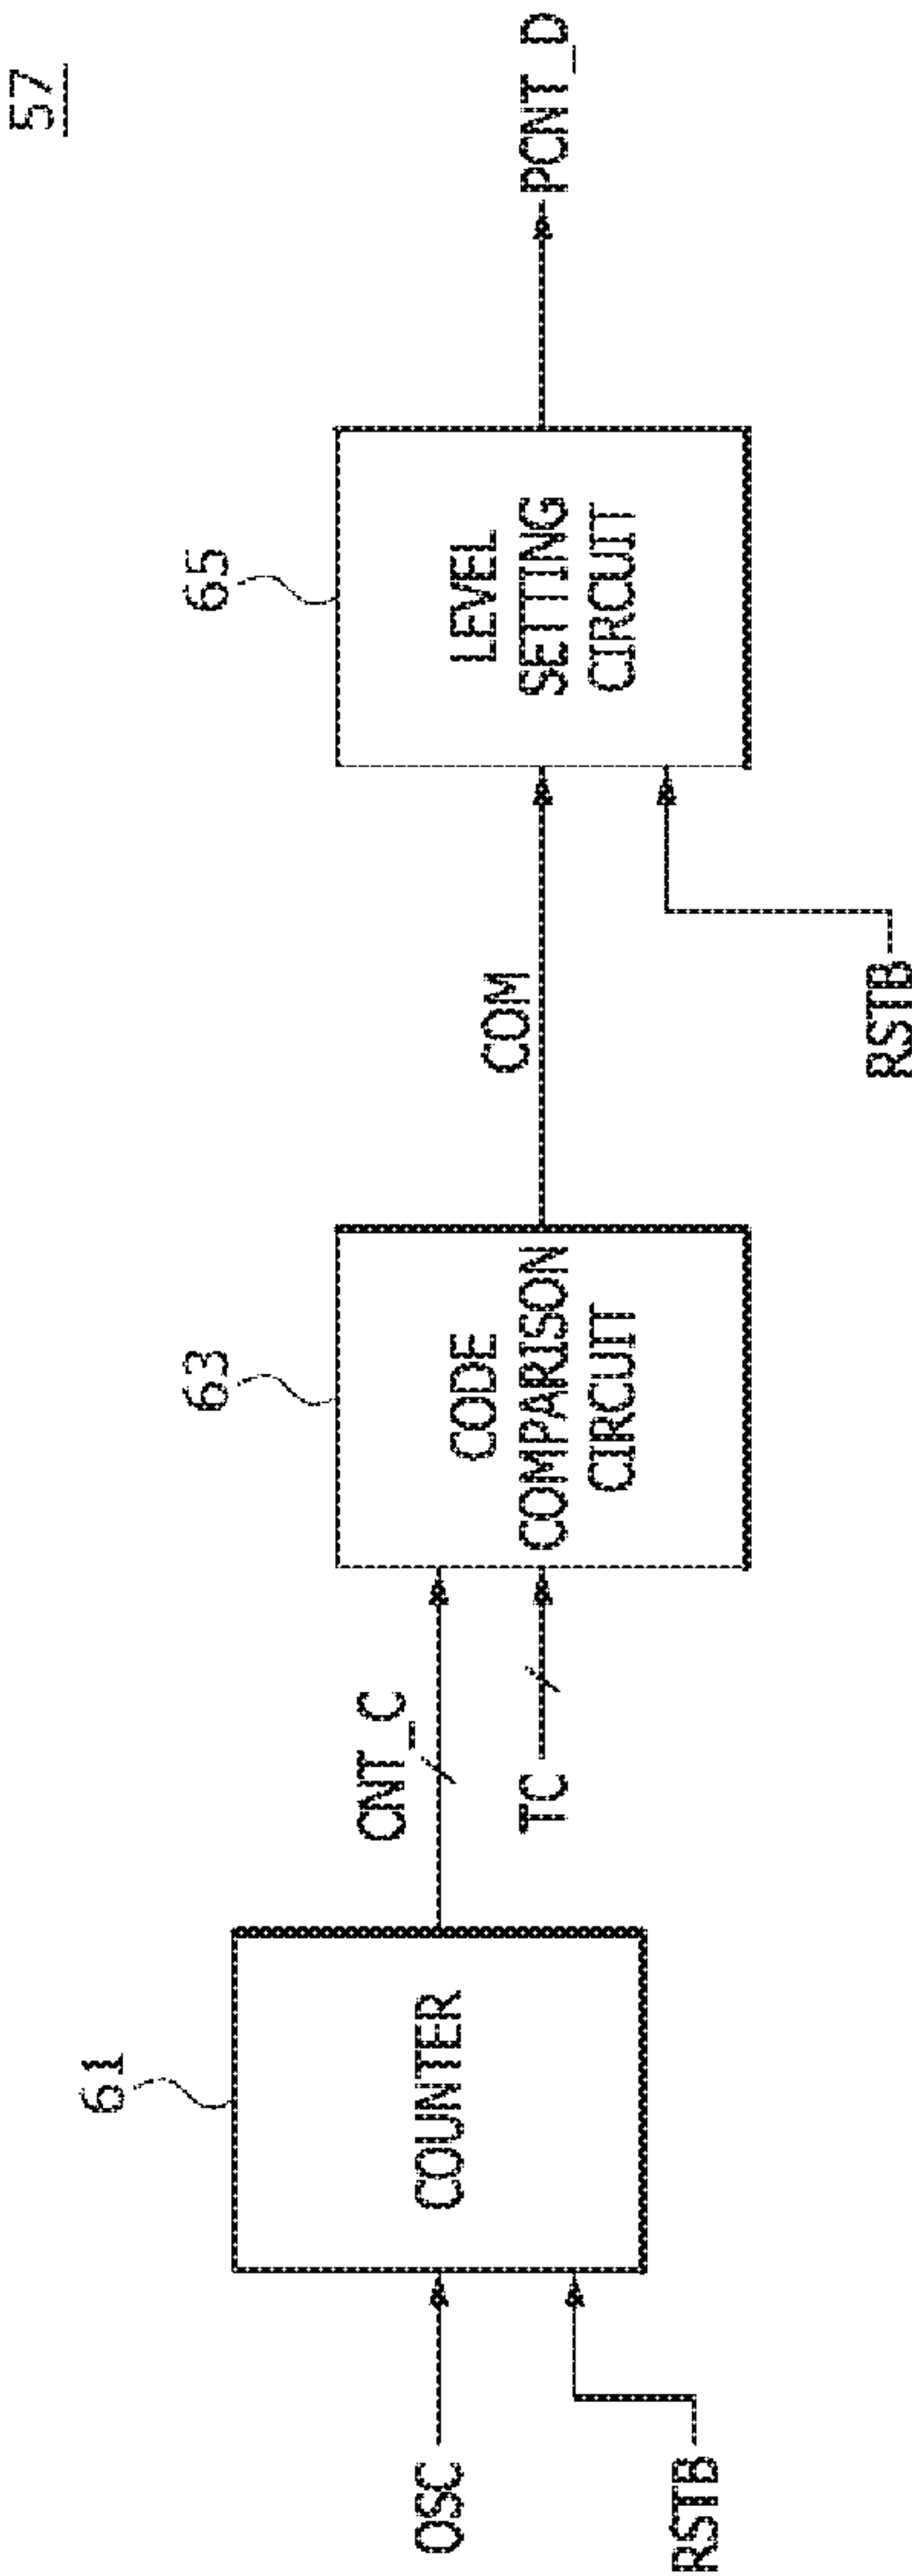 57
61
63
65
OSC
RSTB
COUNTER
CNT_C
TC
CODE
COMPARISON
CIRCUIT
COM
RSTB
LEVEL
SETTING
CIRCUIT
PCNT_D